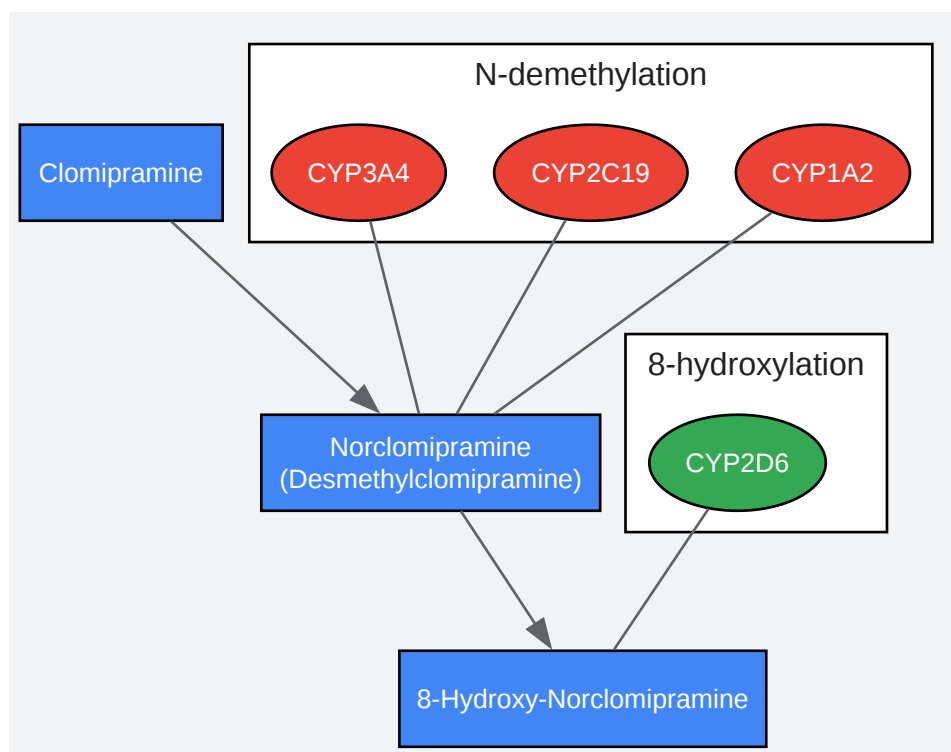 N-demethylation
Clomipramine
CYP3A4
CYP2C19
CYP1A2
8-hydroxylation
Norclomipramine
(Desmethylclomipramine)
CYP2D6
8-Hydroxy-Norclomipramine